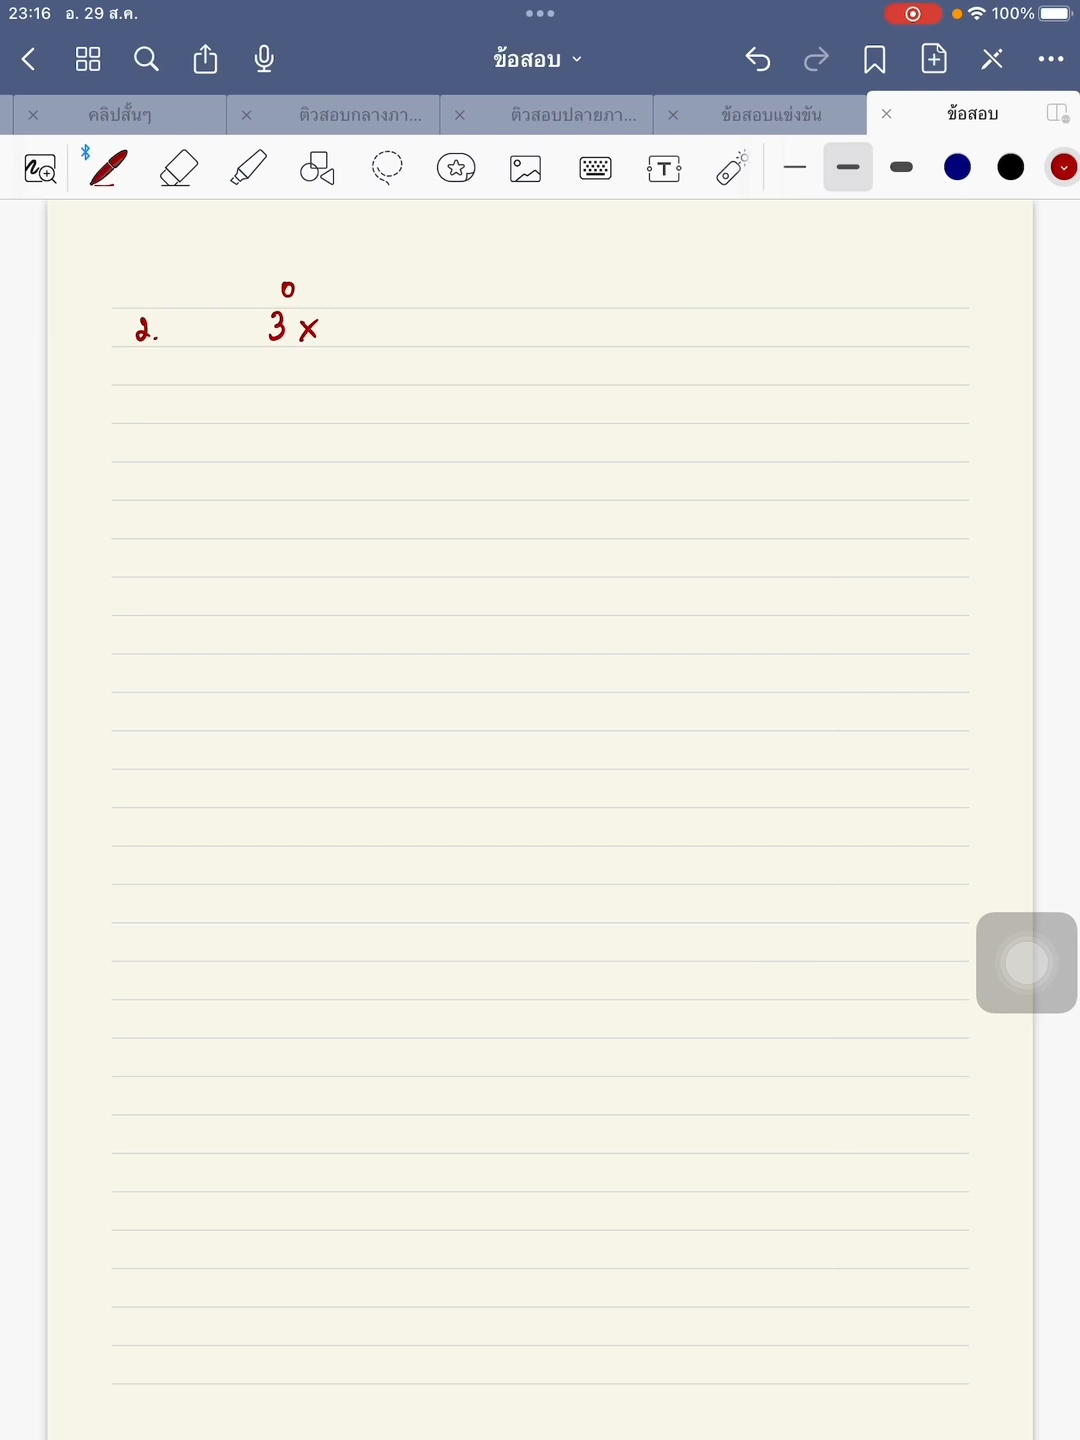 23:16 อ. 29 ส.ค. 100%
ข้อสอบ
คลิปสั้นๆ ติวสอบกลางภา... ติวสอบปลายภา... ข้อสอบแข่งขัน ข้อสอบ
T
0
2. 3 x